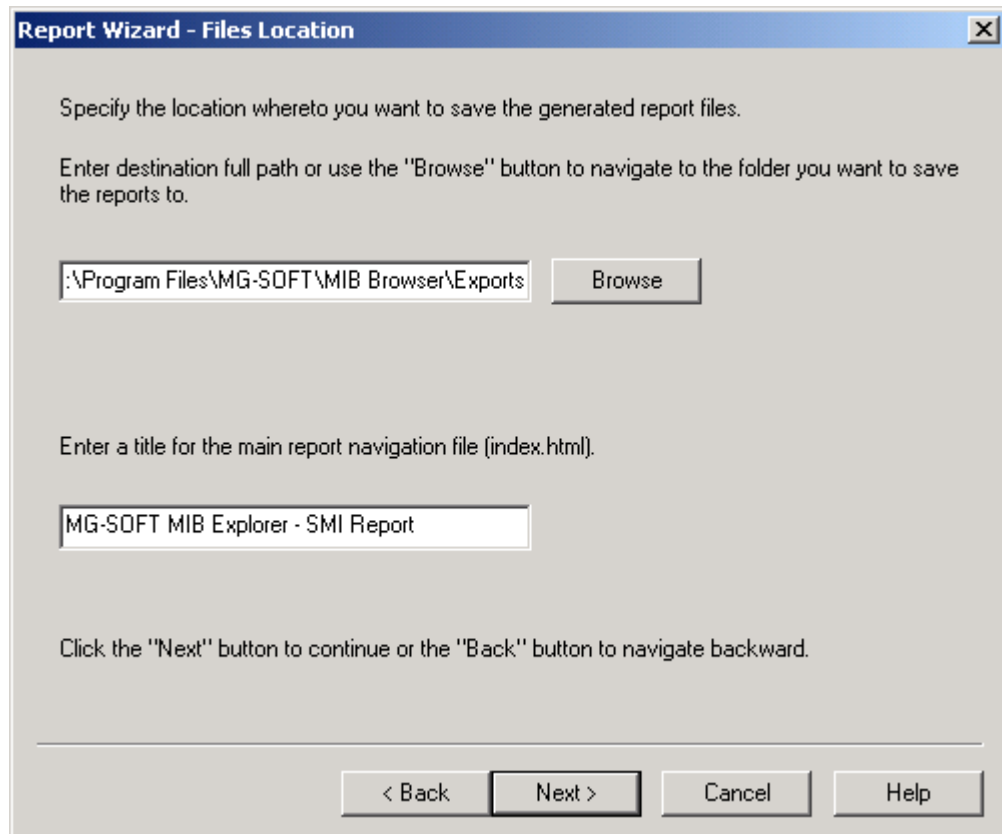 Report Wizard - Files Location
Specify the location whereto you want to save the generated report files.
Enter destination full path or use the "Browse" button to navigate to the folder you want to save
the reports to.
:\Program Files\MG-SOFT\MIB Browser\Exports
Browse
Enter a title for the main report navigation file (index.html).
MG-SOFT MIB Explorer - SMI Report
Click the "Next" button to continue or the "Back" button to navigate backward.
< Back
Next >
Cancel
Help